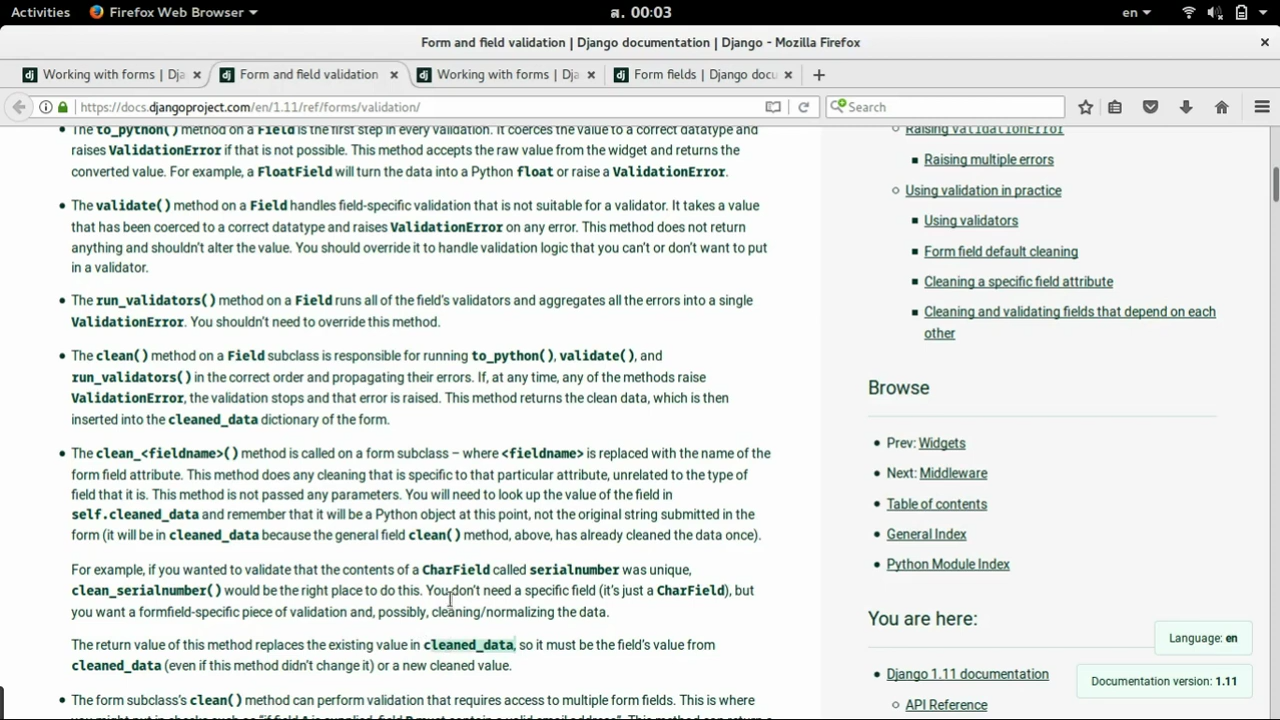 Activities Firefox Web Browser ส. 00:03 en
Form and field validation | Django documentation | Django - Mozilla Firefox
Working with forms | Dja Form and field validation Working with forms | Dja Form fields | Django docu
https://docs.djangoproject.com/en/1.11/ref/forms/validation/ Search
The to_python() method on a Field is the first step in every validation. It coerces the value to a correct datatype and
raises ValidationError if that is not possible. This method accepts the raw value from the widget and returns the
converted value. For example, a FloatField will turn the data into a Python float or raise a ValidationError.
The validate() method on a Field handles field-specific validation that is not suitable for a validator. It takes a value
that has been coerced to a correct datatype and raises ValidationError on any error. This method does not return
anything and shouldn't alter the value. You should override it to handle validation logic that you can't or don't want to put
in a validator.
The run_validators() method on a Field runs all of the field's validators and aggregates all the errors into a single
ValidationError. You shouldn't need to override this method.
The clean() method on a Field subclass is responsible for running to_python(), validate(), and
run_validators() in the correct order and propagating their errors. If, at any time, any of the methods raise
ValidationError, the validation stops and that error is raised. This method returns the clean data, which is then
inserted into the cleaned_data dictionary of the form.
The clean_<fieldname>() method is called on a form subclass – where <fieldname> is replaced with the name of the
form field attribute. This method does any cleaning that is specific to that particular attribute, unrelated to the type of
field that it is. This method is not passed any parameters. You will need to look up the value of the field in
self.cleaned_data and remember that it will be a Python object at this point, not the original string submitted in the
form (it will be in cleaned_data because the general field clean() method, above, has already cleaned the data once).
For example, if you wanted to validate that the contents of a CharField called serialnumber was unique,
clean_serialnumber() would be the right place to do this. You don't need a specific field (it's just a CharField), but
you want a formfield-specific piece of validation and, possibly, cleaning/normalizing the data.
The return value of this method replaces the existing value in cleaned_data, so it must be the field's value from
cleaned_data (even if this method didn't change it) or a new cleaned value.
The form subclass's clean() method can perform validation that requires access to multiple form fields. This is where
Raising ValidationError
Raising multiple errors
Using validation in practice
Using validators
Form field default cleaning
Cleaning a specific field attribute
Cleaning and validating fields that depend on each
other
Browse
Prev: Widgets
Next: Middleware
Table of contents
General Index
Python Module Index
You are here:
Language: en
Django 1.11 documentation
Documentation version: 1.11
API Reference